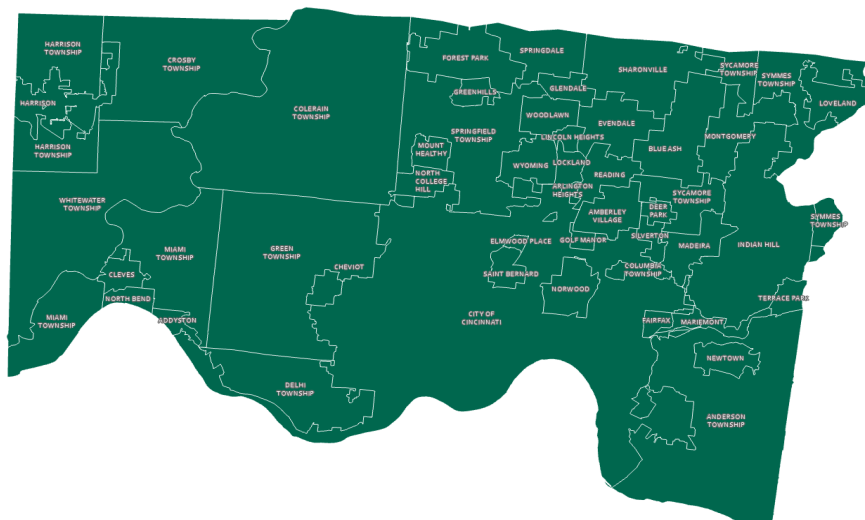 HARRISON
TOWNSHIP
CROSBY
TOWNSHIP
FOREST PARK
SPRINGDALE
SHARONVILLE
SYCAMORE
TOWNSHIP
SYMMES
TOWNSHIP
HARRISON
COLERAIN
TOWNSHIP
GREENHILLS
GLENDALE
LOVELAND
WOODLAWN
EVENDALE
HARRISON
TOWNSHIP
MOUNT
HEALTHY
SPRINGFIELD
TOWNSHIP
LINCOLN HEIGHTS
BLUE ASH
MONTGOMERY
WYOMING
LOCKLAND
READING
NORTH
COLLEGE
HILL
ARLINGTON
HEIGHTS
SYCAMORE
TOWNSHIP
WHITEWATER
TOWNSHIP
AMBERLEY
VILLAGE
DEER
PARK
SYMMES
TOWNSHIP
MIAMI
TOWNSHIP
GREEN
TOWNSHIP
ELMWOOD PLACE
GOLF MANOR
SILVERTON
MADEIRA
INDIAN HILL
CLEVES
CHEVIOT
SAINT BERNARD
COLUMBIA
TOWNSHIP
NORTH BEND
NORWOOD
TERRACE PARK
MIAMI
TOWNSHIP
ADDYSTON
CITY OF
CINCINNATI
FAIRFAX
MARIEMONT
NEWTOWN
DELHI
TOWNSHIP
ANDERSON
TOWNSHIP